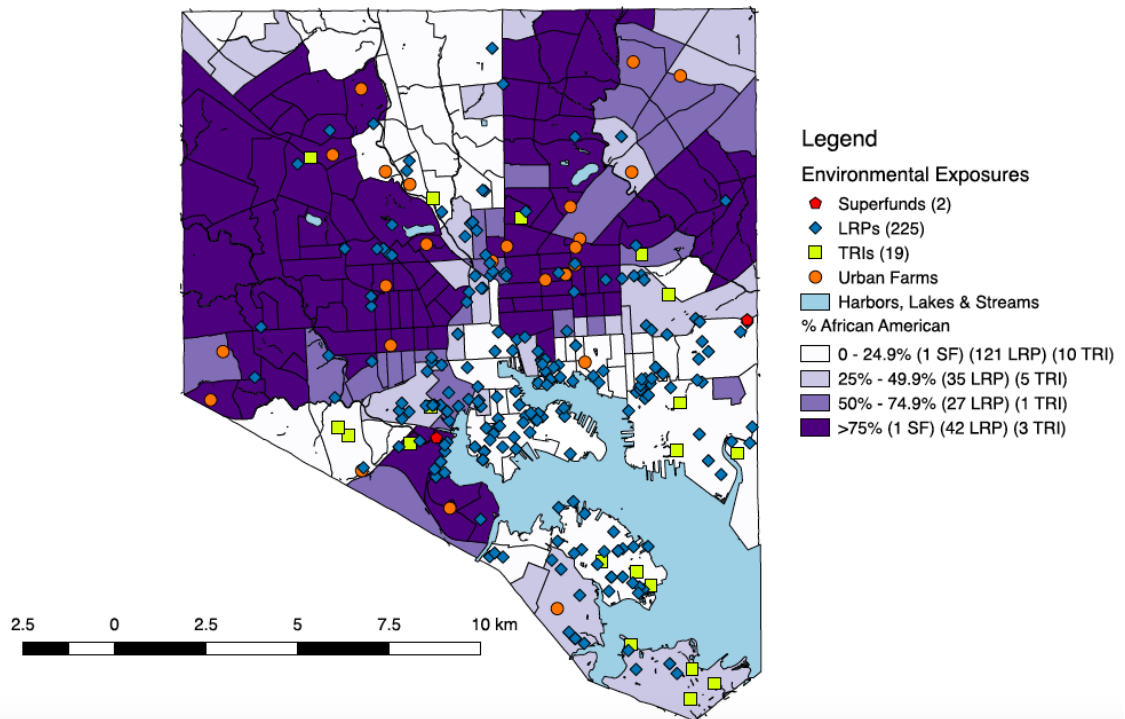 Legend
Environmental Exposures
Superfunds (2)
LRPs (225)
TRIs (19)
Urban Farms
Harbors, Lakes & Streams
% African American
0 - 24.9% (1 SF) (121 LRP) (10 TRI)
25% - 49.9% (35 LRP) (5 TRI)
50% - 74.9% (27 LRP) (1 TRI)
>75% (1 SF) (42 LRP) (3 TRI)
2.5 0 2.5 5 7.5 10 km